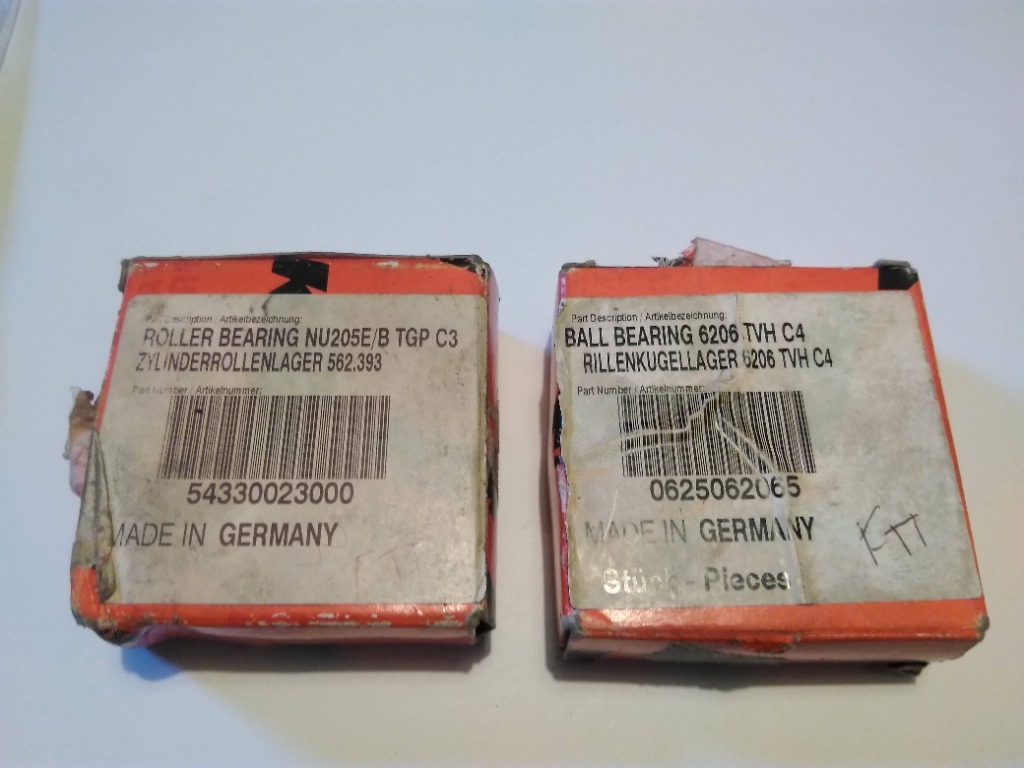 Part Description / Artikelbezeichnung:
ROLLER BEARING NU205E/B TGP C3
ZYLINDERROLLENLAGER 562.393
Part Number / Artikelnummer:
54330023000
MADE IN GERMANY
Part Description / Artikelbezeichnung:
BALL BEARING 6206 TVH C4
RILLENKUGELLAGER 6206 TVH C4
Part Number / Artikelnummer:
0625062065
MADE IN GERMANY
Stück - Pieces